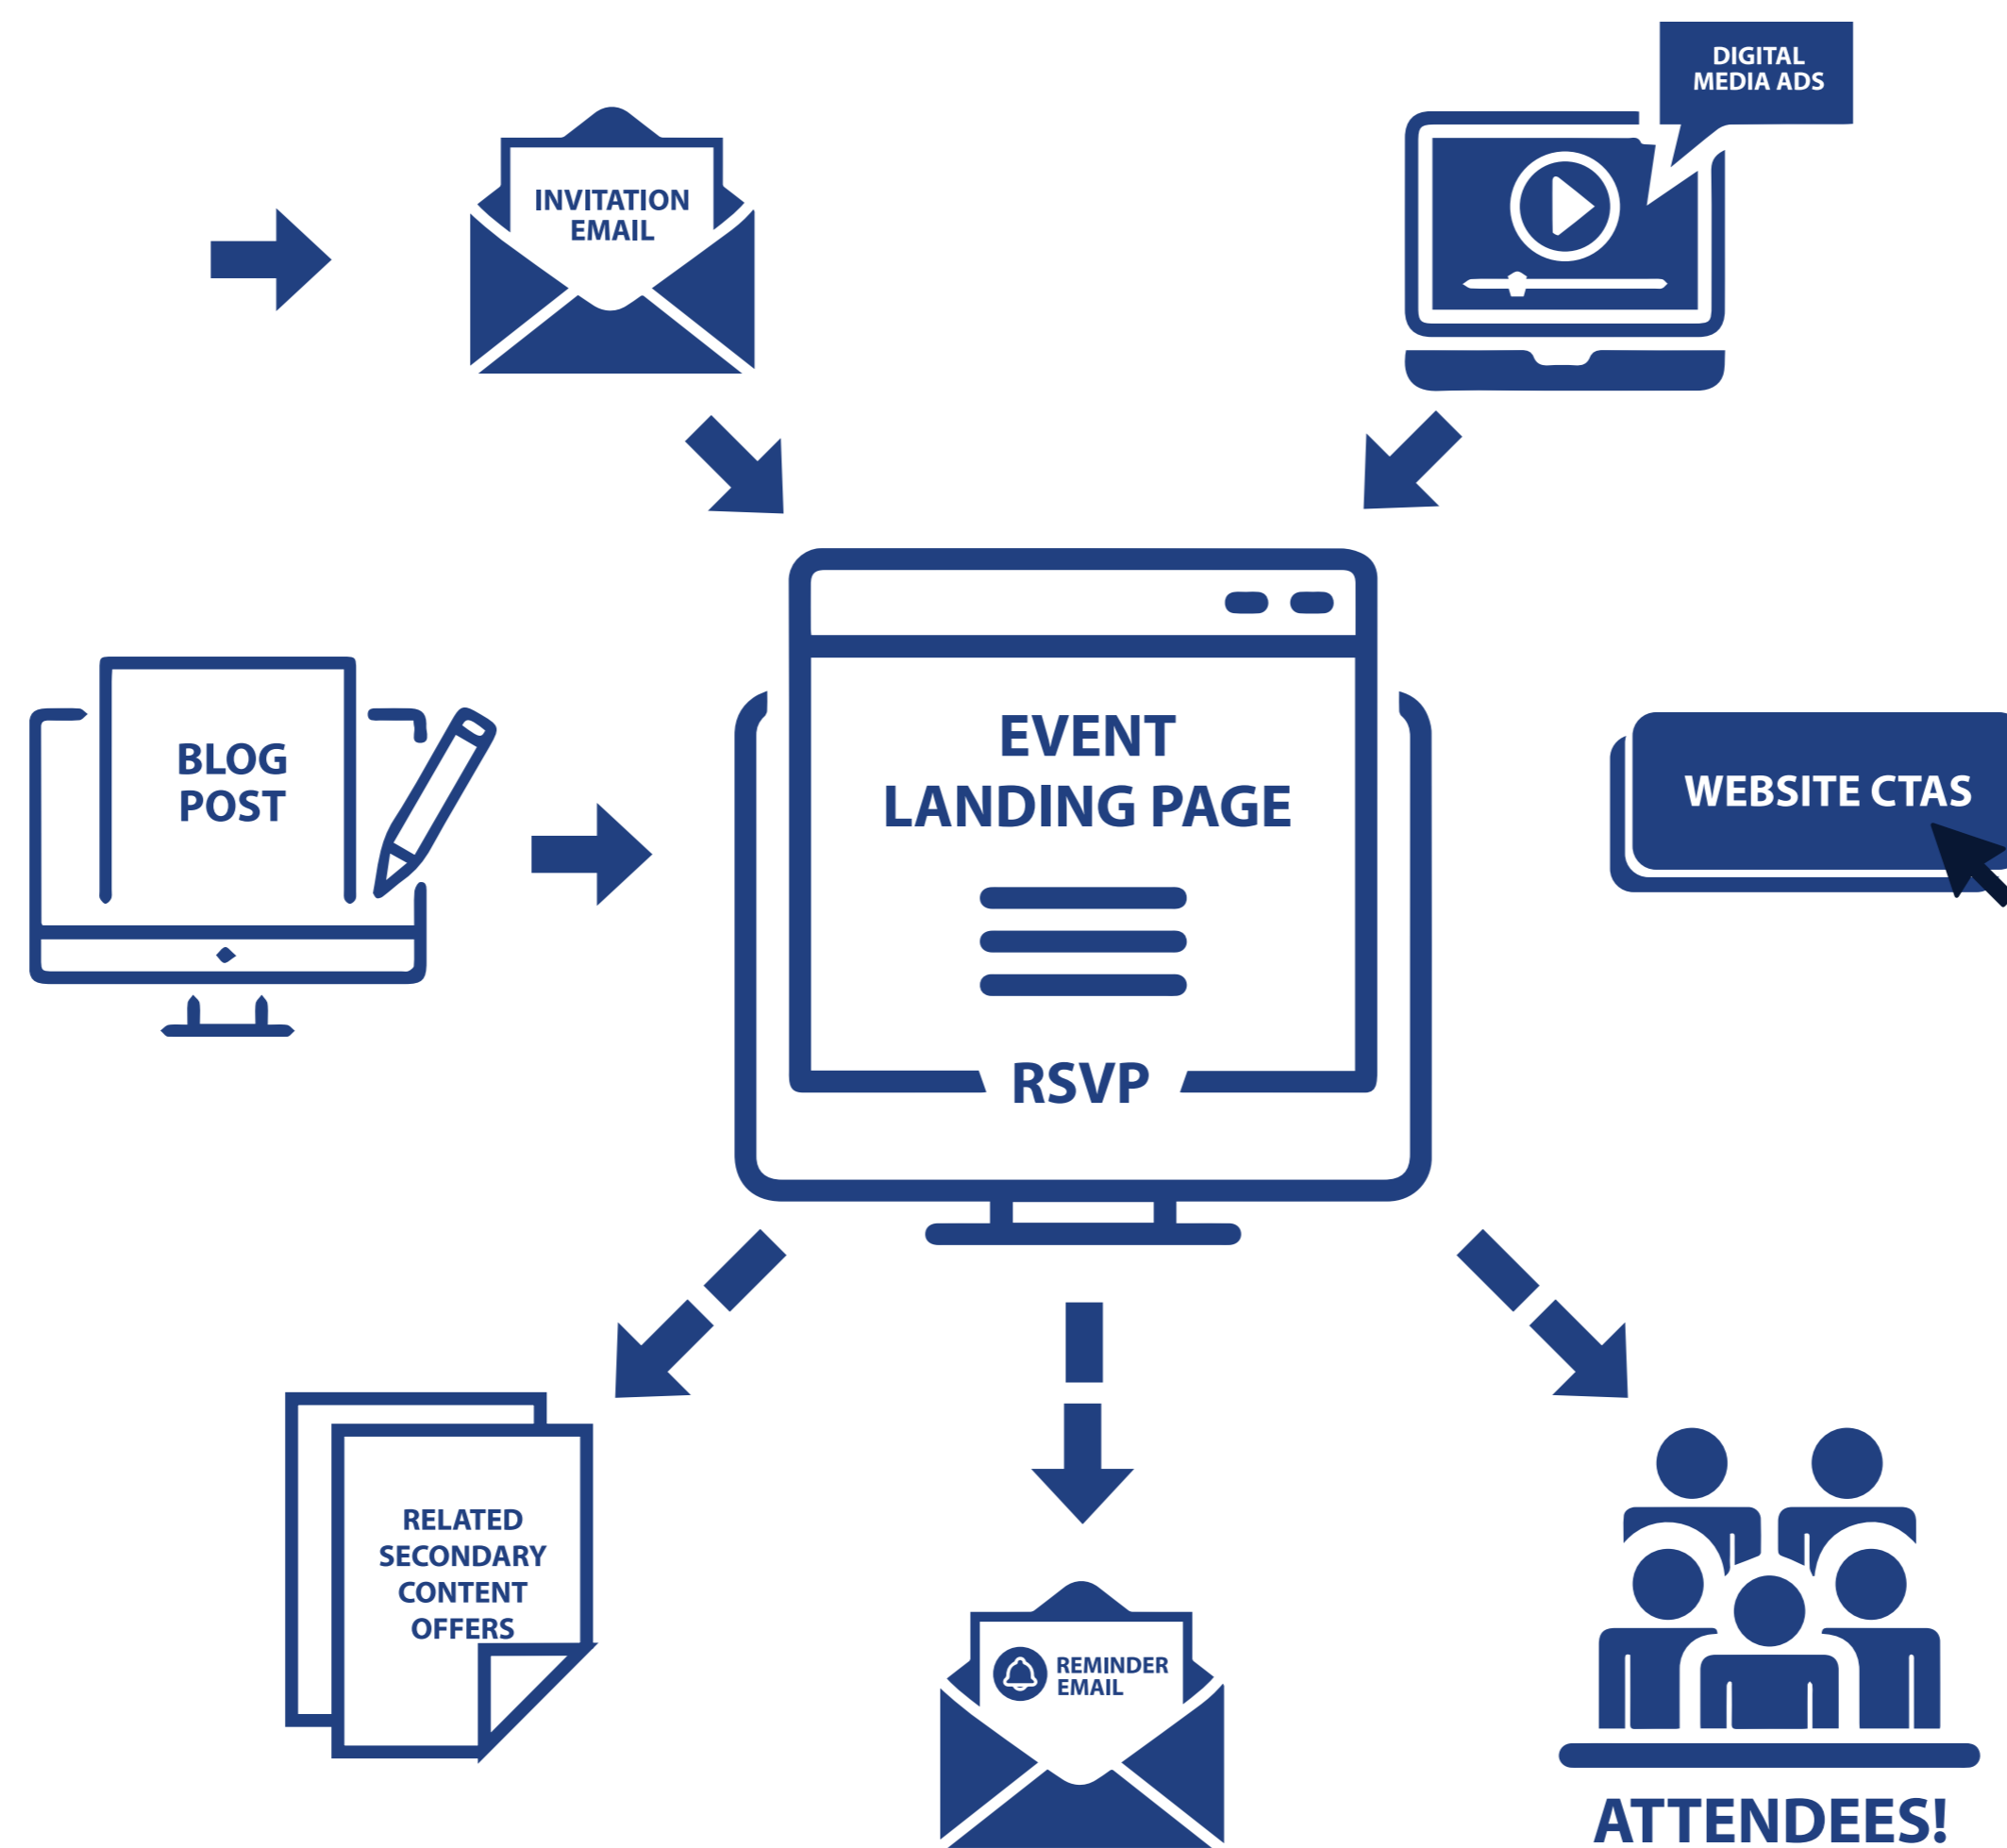 DIGITAL
MEDIA ADS
INVITATION
EMAIL
BLOG
POST
EVENT
LANDING PAGE
RSVP
WEBSITE CTAS
RELATED
SECONDARY
CONTENT
OFFERS
REMINDER
EMAIL
ATTENDEES!